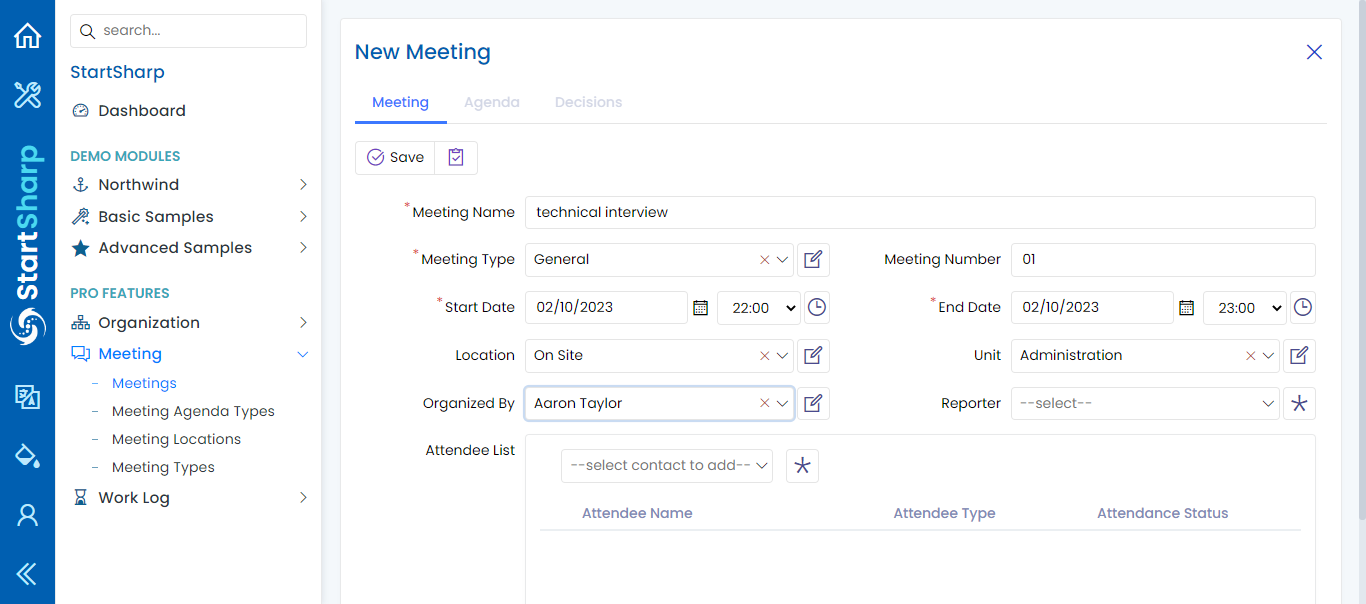 StartSharp
search...
StartSharp
Dashboard
DEMO MODULES
Northwind
Basic Samples
Advanced Samples
PRO FEATURES
Organization
Meeting
– Meetings
– Meeting Agenda Types
– Meeting Locations
– Meeting Types
Work Log
New Meeting
Meeting Agenda Decisions
Save
*Meeting Name technical interview
*Meeting Type General Meeting Number 01
*Start Date 02/10/2023 22:00 *End Date 02/10/2023 23:00
Location On Site Unit Administration
Organized By Aaron Taylor Reporter --select--
Attendee List
--select contact to add--
Attendee Name Attendee Type Attendance Status